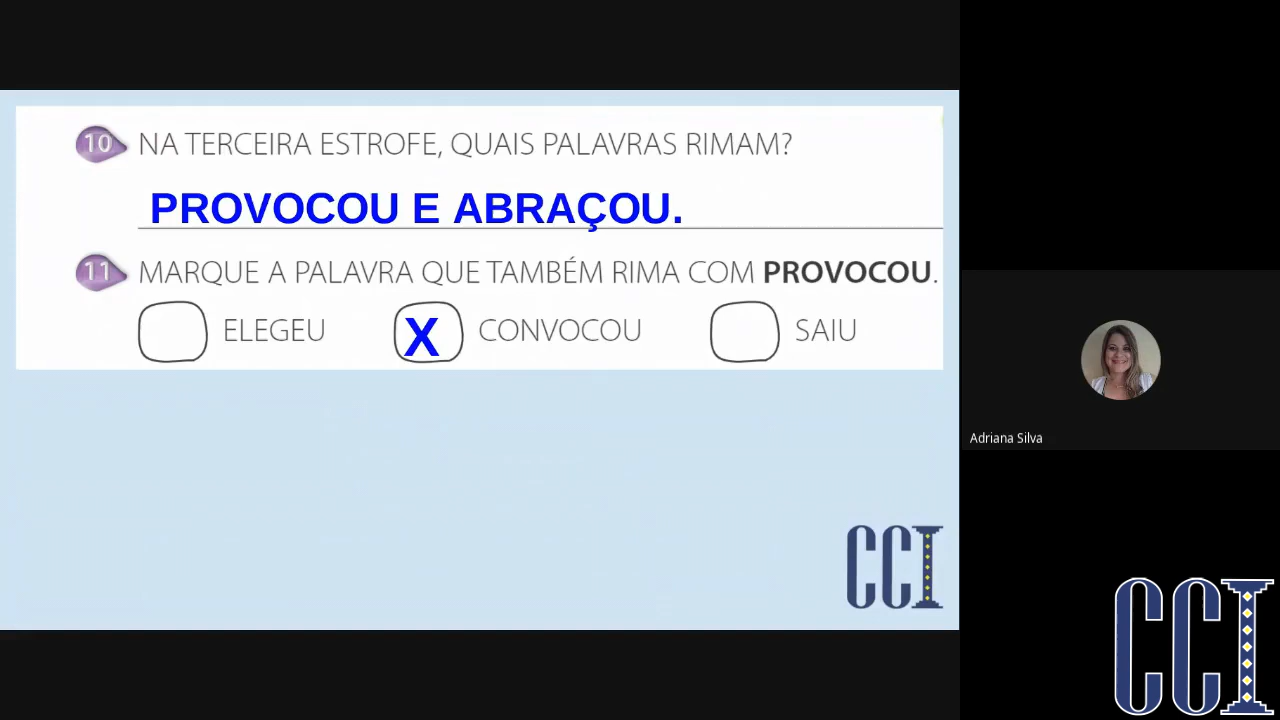 10 NA TERCEIRA ESTROFE, QUAIS PALAVRAS RIMAM?
PROVOCOU E ABRAÇOU.
11 MARQUE A PALAVRA QUE TAMBÉM RIMA COM PROVOCOU.
ELEGEU X CONVOCOU SAIU
CCI
Adriana Silva
CCI